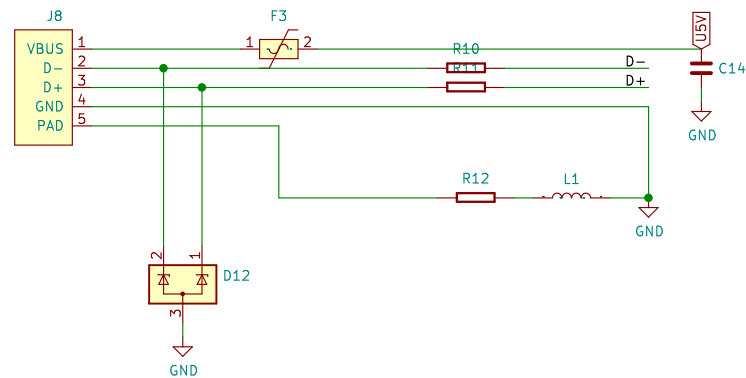 J8
F3
U5V
VBUS 1
1 2
R10
D- 2
D-
C14
R11
D+ 3
D+
GND 4
GND
PAD 5
R12
L1
GND
2 1
D12
3
GND